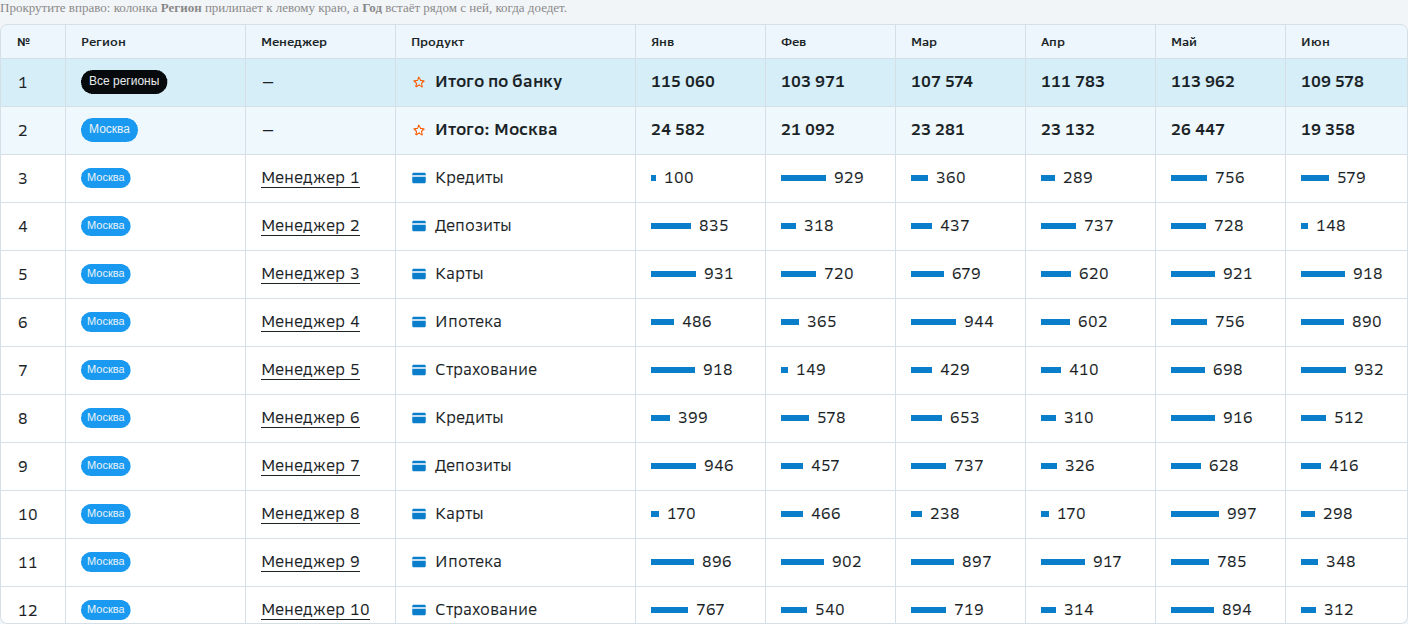 Прокрутите вправо: колонка Регион прилипает к левому краю, а Год встаёт рядом с ней, когда доедет.
№ Регион Менеджер Продукт Янв Фев Мар Апр Май Июн
1 Все регионы — Итого по банку 115 060 103 971 107 574 111 783 113 962 109 578
2 Москва — Итого: Москва 24 582 21 092 23 281 23 132 26 447 19 358
3 Москва Менеджер 1 Кредиты 100 929 360 289 756 579
4 Москва Менеджер 2 Депозиты 835 318 437 737 728 148
5 Москва Менеджер 3 Карты 931 720 679 620 921 918
6 Москва Менеджер 4 Ипотека 486 365 944 602 756 890
7 Москва Менеджер 5 Страхование 918 149 429 410 698 932
8 Москва Менеджер 6 Кредиты 399 578 653 310 916 512
9 Москва Менеджер 7 Депозиты 946 457 737 326 628 416
10 Москва Менеджер 8 Карты 170 466 238 170 997 298
11 Москва Менеджер 9 Ипотека 896 902 897 917 785 348
12 Москва Менеджер 10 Страхование 767 540 719 314 894 312